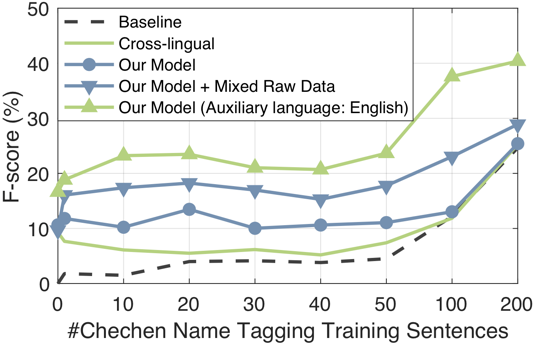 50
40
30
20
10
0
F-score (%)
Baseline
Cross-lingual
Our Model
Our Model + Mixed Raw Data
Our Model (Auxiliary language: English)
0 10 20 30 40 50 100 200
#Chechen Name Tagging Training Sentences